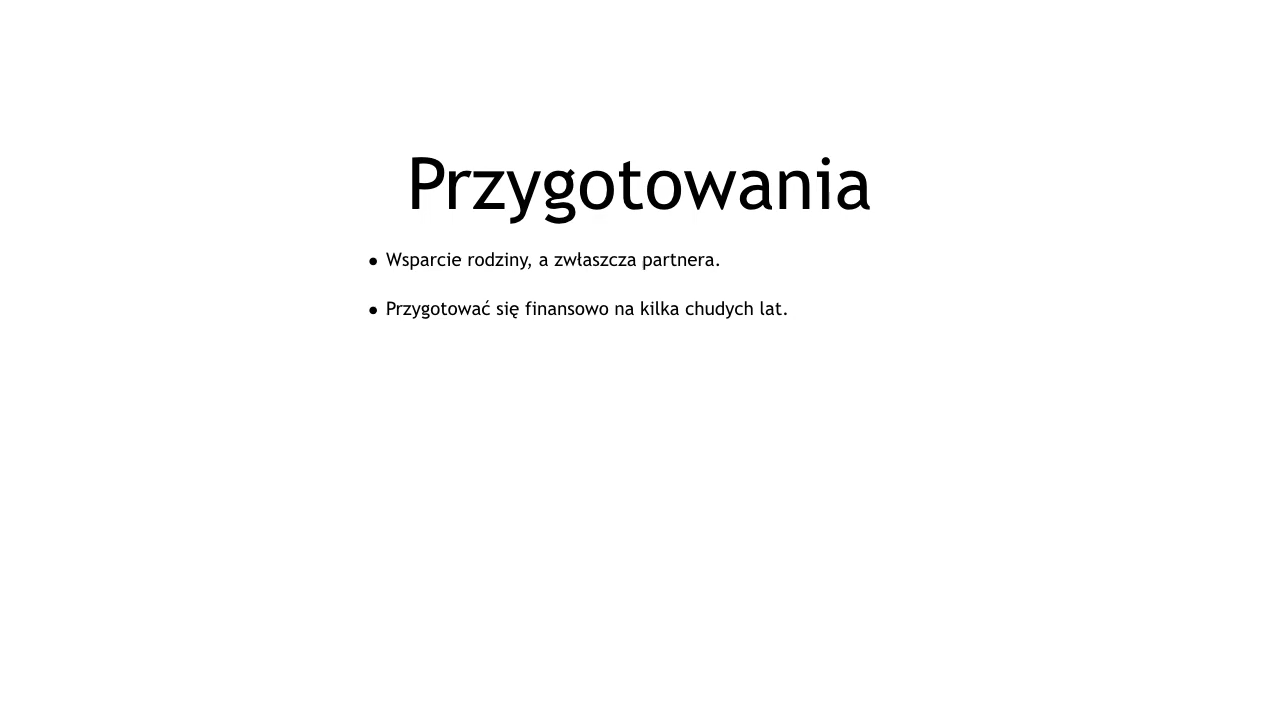 Przygotowania
• Wsparcie rodziny, a zwłaszcza partnera.
• Przygotować się finansowo na kilka chudych lat.